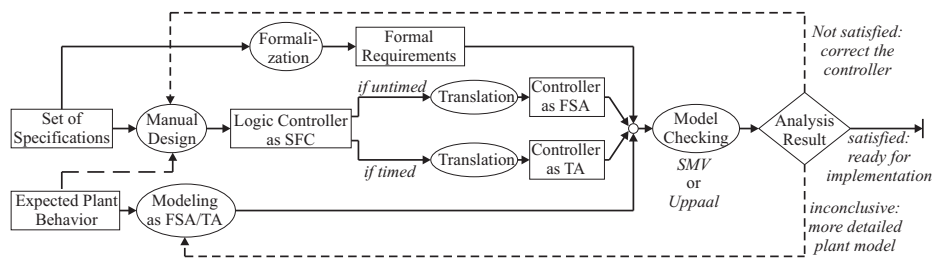 Formali-
zation
Formal
Requirements
Not satisfied:
correct the
controller
Set of
Specifications
Manual
Design
Logic Controller
as SFC
if untimed
Translation
Controller
as FSA
if timed
Translation
Controller
as TA
Model
Checking
SMV
or
Uppaal
Analysis
Result
satisfied:
ready for
implementation
Expected Plant
Behavior
Modeling
as FSA/TA
inconclusive:
more detailed
plant model